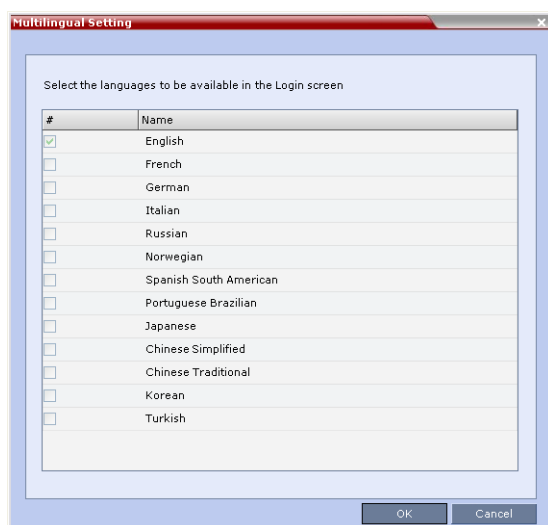 Multilingual Setting
x
Select the languages to be available in the Login screen
# Name
English
French
German
Italian
Russian
Norwegian
Spanish South American
Portuguese Brazilian
Japanese
Chinese Simplified
Chinese Traditional
Korean
Turkish
OK Cancel